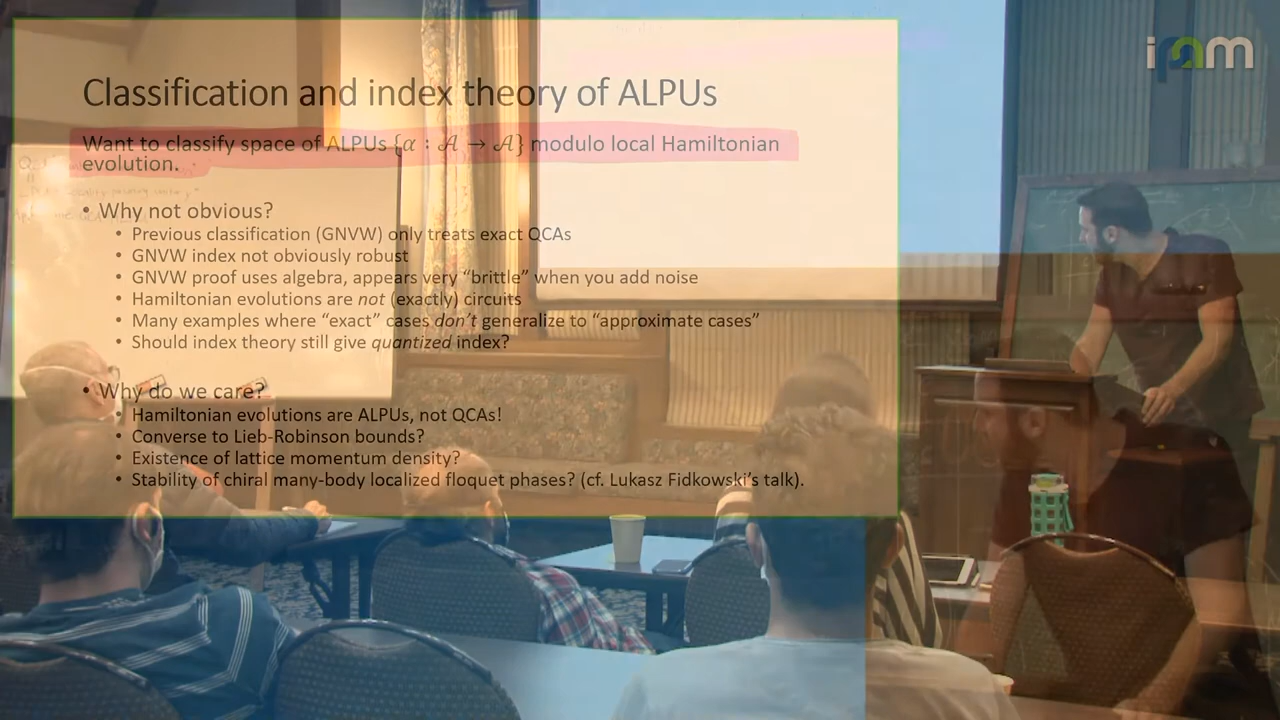 ipam
Classification and index theory of ALPUs
Want to classify space of ALPUs {α : 𝒜 → 𝒜} modulo local Hamiltonian
evolution.
• Why not obvious?
• Previous classification (GNVW) only treats exact QCAs
• GNVW index not obviously robust
• GNVW proof uses algebra, appears very “brittle” when you add noise
• Hamiltonian evolutions are not (exactly) circuits
• Many examples where “exact” cases don’t generalize to “approximate cases”
• Should index theory still give quantized index?
• Why do we care?
• Hamiltonian evolutions are ALPUs, not QCAs!
• Converse to Lieb-Robinson bounds?
• Existence of lattice momentum density?
• Stability of chiral many-body localized floquet phases? (cf. Lukasz Fidkowski’s talk).